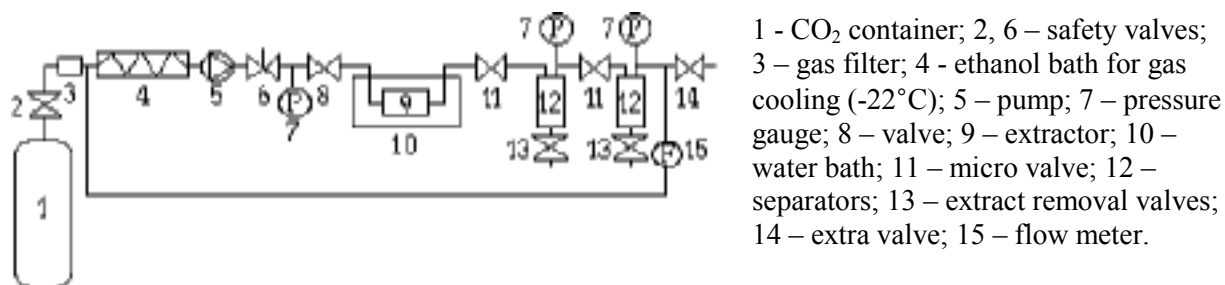 7 P 7 P
2 3 4 5 6 P 8 9 11 12 11 12 14
7 10 13 13 F 15
1
1 - CO₂ container; 2, 6 – safety valves;
3 – gas filter; 4 - ethanol bath for gas
cooling (-22°C); 5 – pump; 7 – pressure
gauge; 8 – valve; 9 – extractor; 10 –
water bath; 11 – micro valve; 12 –
separators; 13 – extract removal valves;
14 – extra valve; 15 – flow meter.